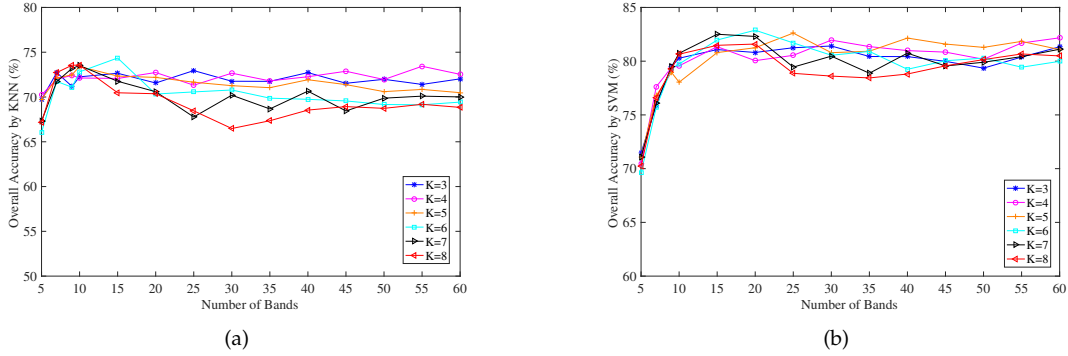 Overall Accuracy by KNN (%)
80
75
70
65
60
55
50
5 10 15 20 25 30 35 40 45 50 55 60
Number of Bands
K=3
K=4
K=5
K=6
K=7
K=8
(a)
Overall Accuracy by SVM (%)
85
80
75
70
65
60
5 10 15 20 25 30 35 40 45 50 55 60
Number of Bands
K=3
K=4
K=5
K=6
K=7
K=8
(b)